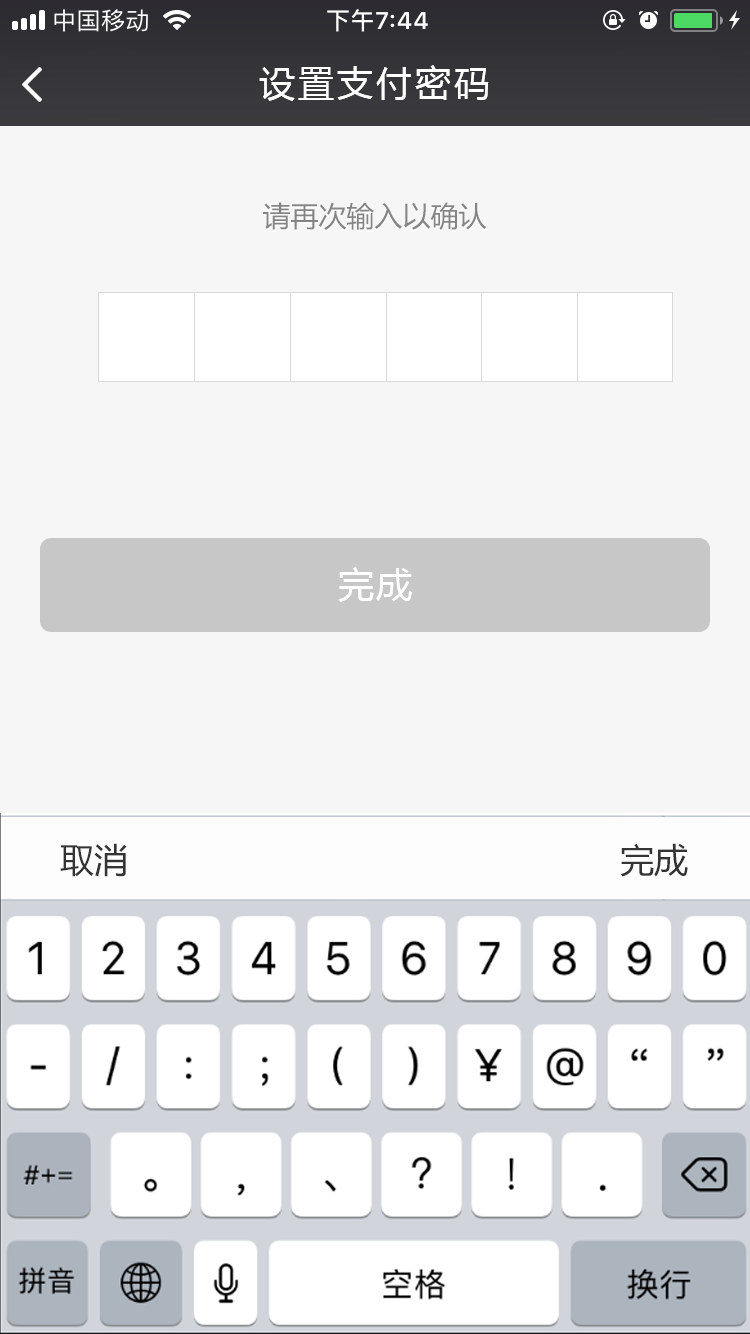 中国移动 下午7:44
设置支付密码
请再次输入以确认
完成
取消 完成
1 2 3 4 5 6 7 8 9 0
- / : ; ( ) ¥ @ “ ”
#+= 。 , 、 ? ! .
拼音 空格 换行